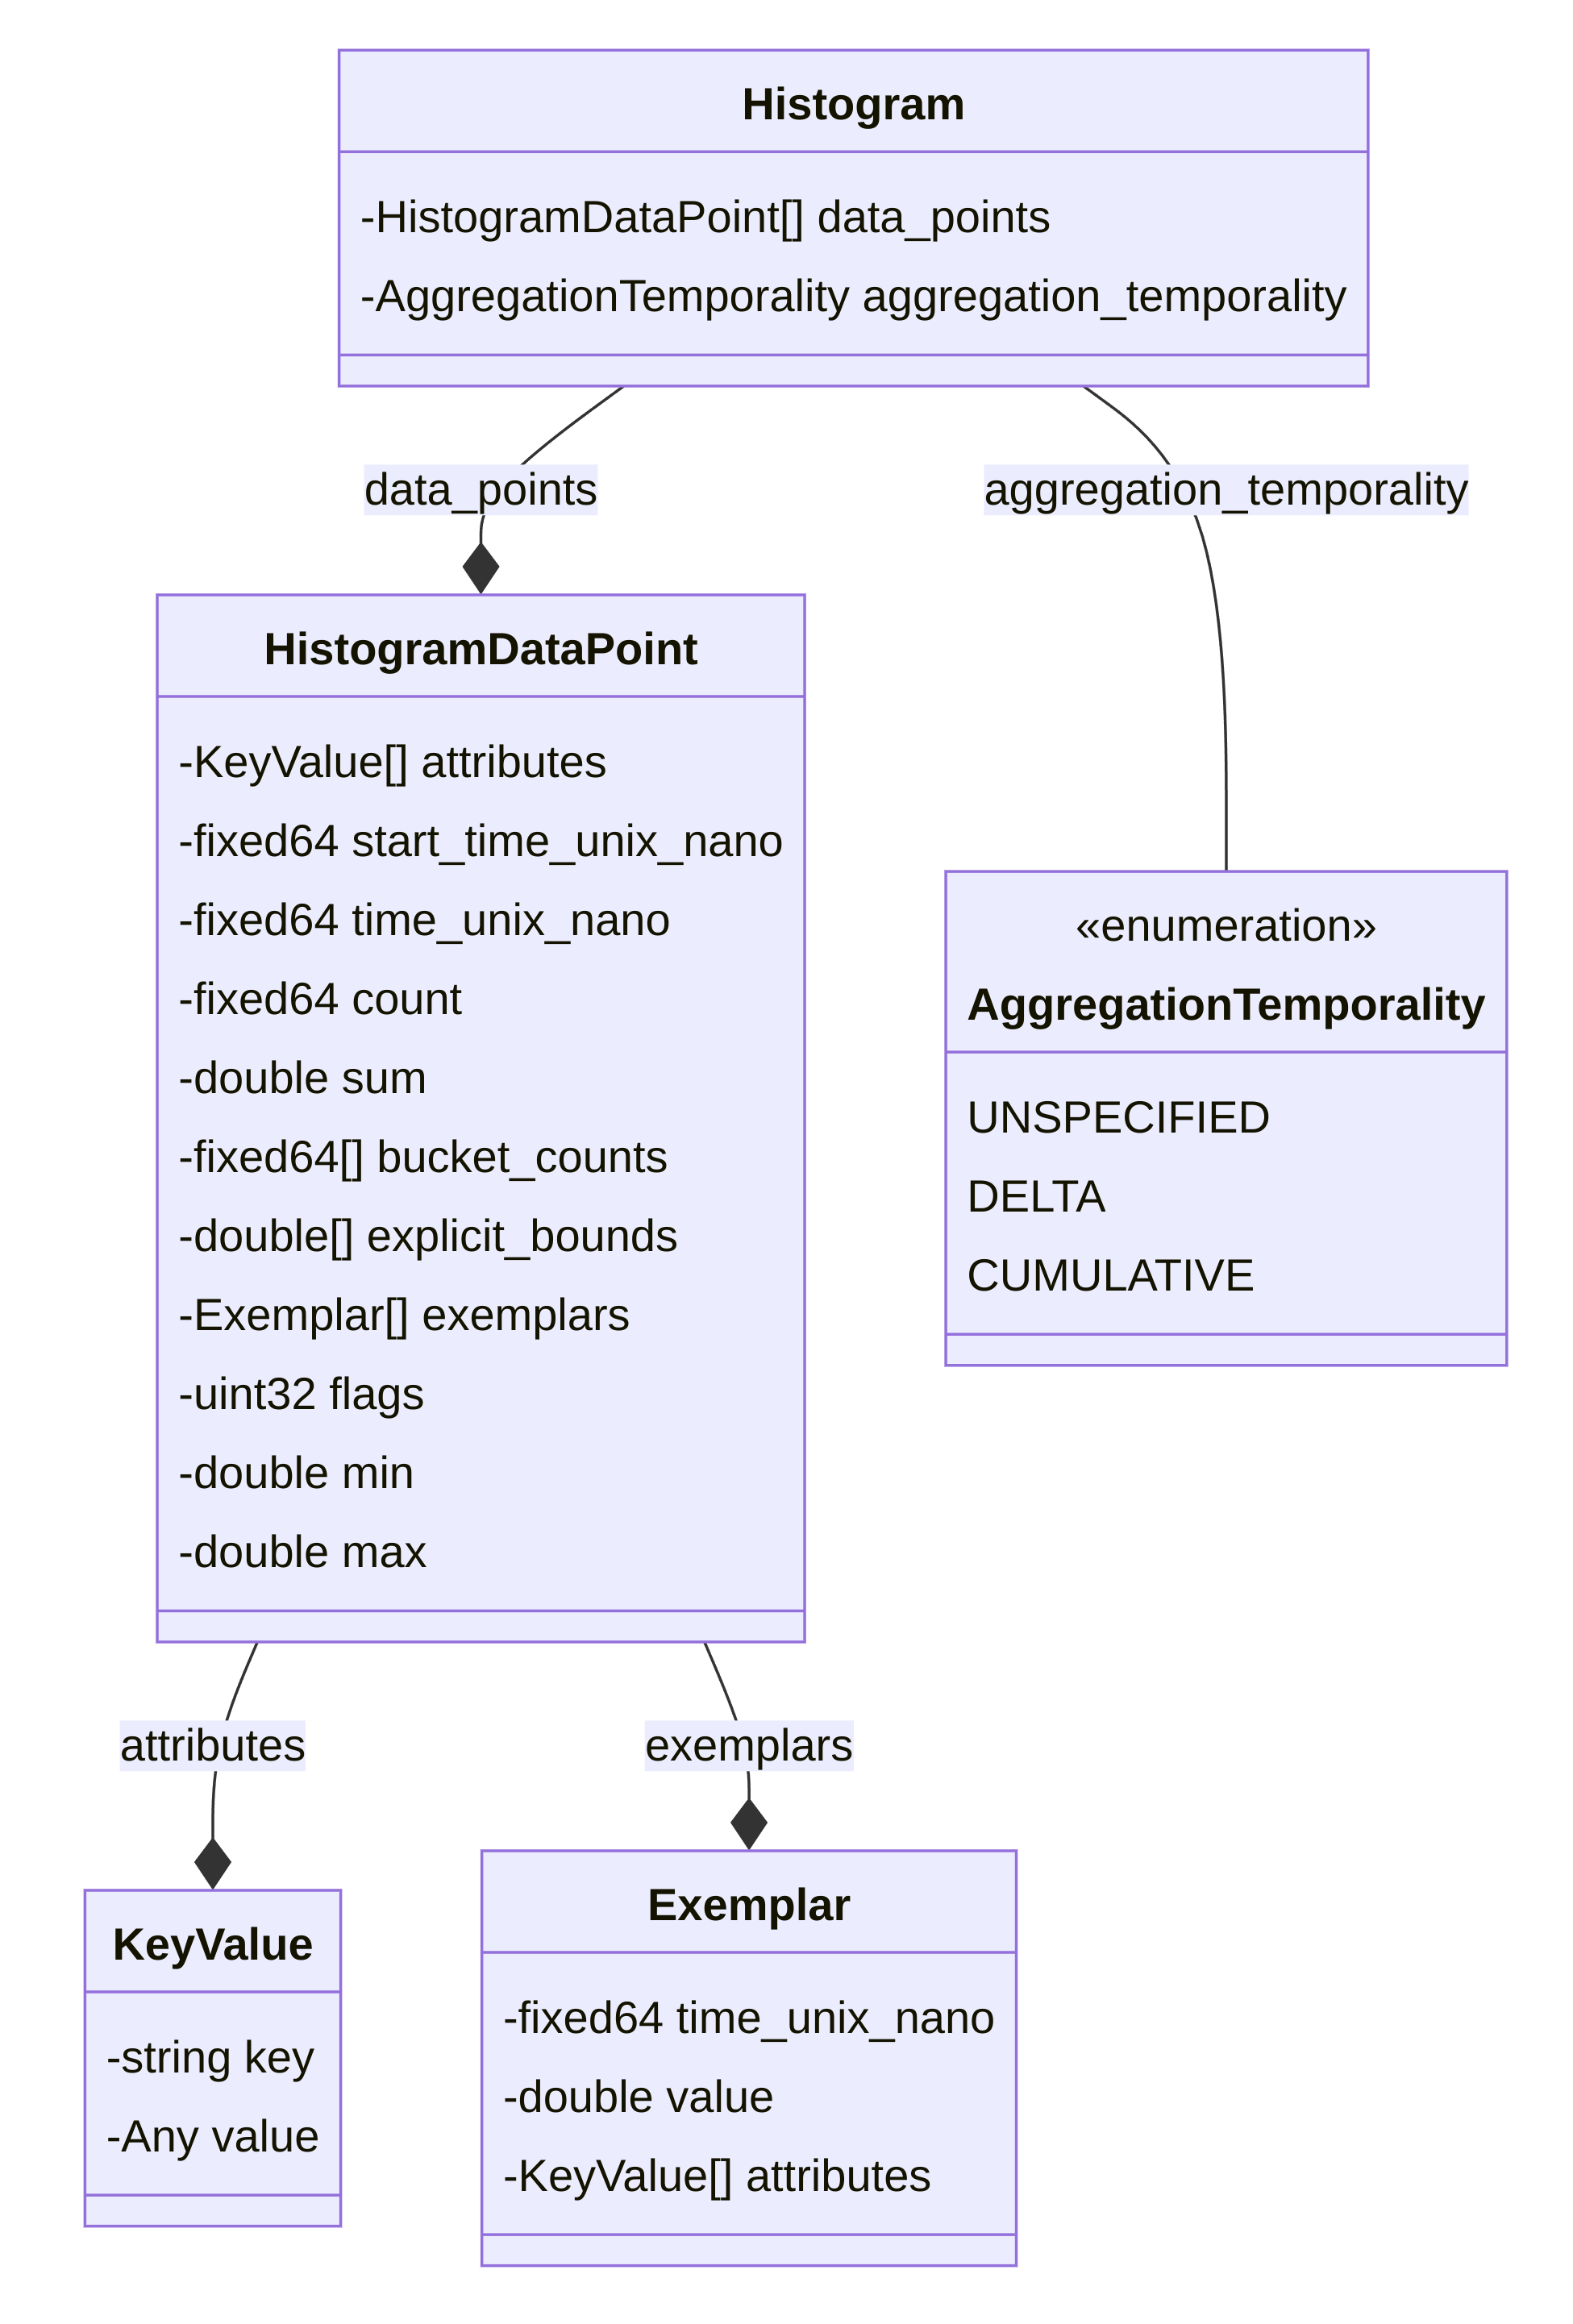 Histogram
-HistogramDataPoint[] data_points
-AggregationTemporality aggregation_temporality
data_points
aggregation_temporality
HistogramDataPoint
-KeyValue[] attributes
-fixed64 start_time_unix_nano
-fixed64 time_unix_nano
-fixed64 count
-double sum
-fixed64[] bucket_counts
-double[] explicit_bounds
-Exemplar[] exemplars
-uint32 flags
-double min
-double max
«enumeration»
AggregationTemporality
UNSPECIFIED
DELTA
CUMULATIVE
attributes
exemplars
KeyValue
-string key
-Any value
Exemplar
-fixed64 time_unix_nano
-double value
-KeyValue[] attributes